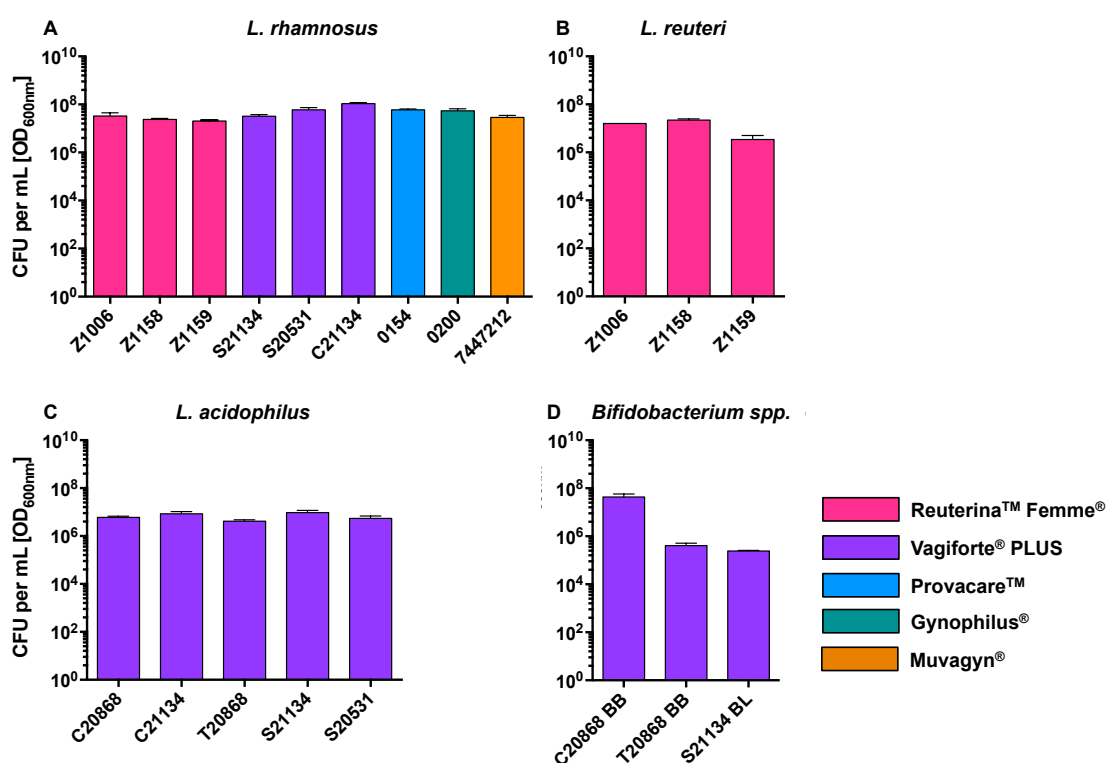 A L. rhamnosus
CFU per mL [OD600nm]
10^10
10^8
10^6
10^4
10^2
10^0
Z1006
Z1158
Z1159
S21134
S20531
C21134
0154
0200
7447212
B L. reuteri
10^10
10^8
10^6
10^4
10^2
10^0
Z1006
Z1158
Z1159
C L. acidophilus
CFU per mL [OD600nm]
10^10
10^8
10^6
10^4
10^2
10^0
C20868
C21134
T20868
S21134
S20531
D Bifidobacterium spp.
10^10
10^8
10^6
10^4
10^2
10^0
C20868 BB
T20868 BB
S21134 BL
Reuterina™ Femme®
Vagiforte® PLUS
Provacare™
Gynophilus®
Muvagyn®